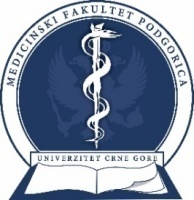 MEDICINSKI FAKULTET PODGORICA
UNIVERZITET CRNE GORE